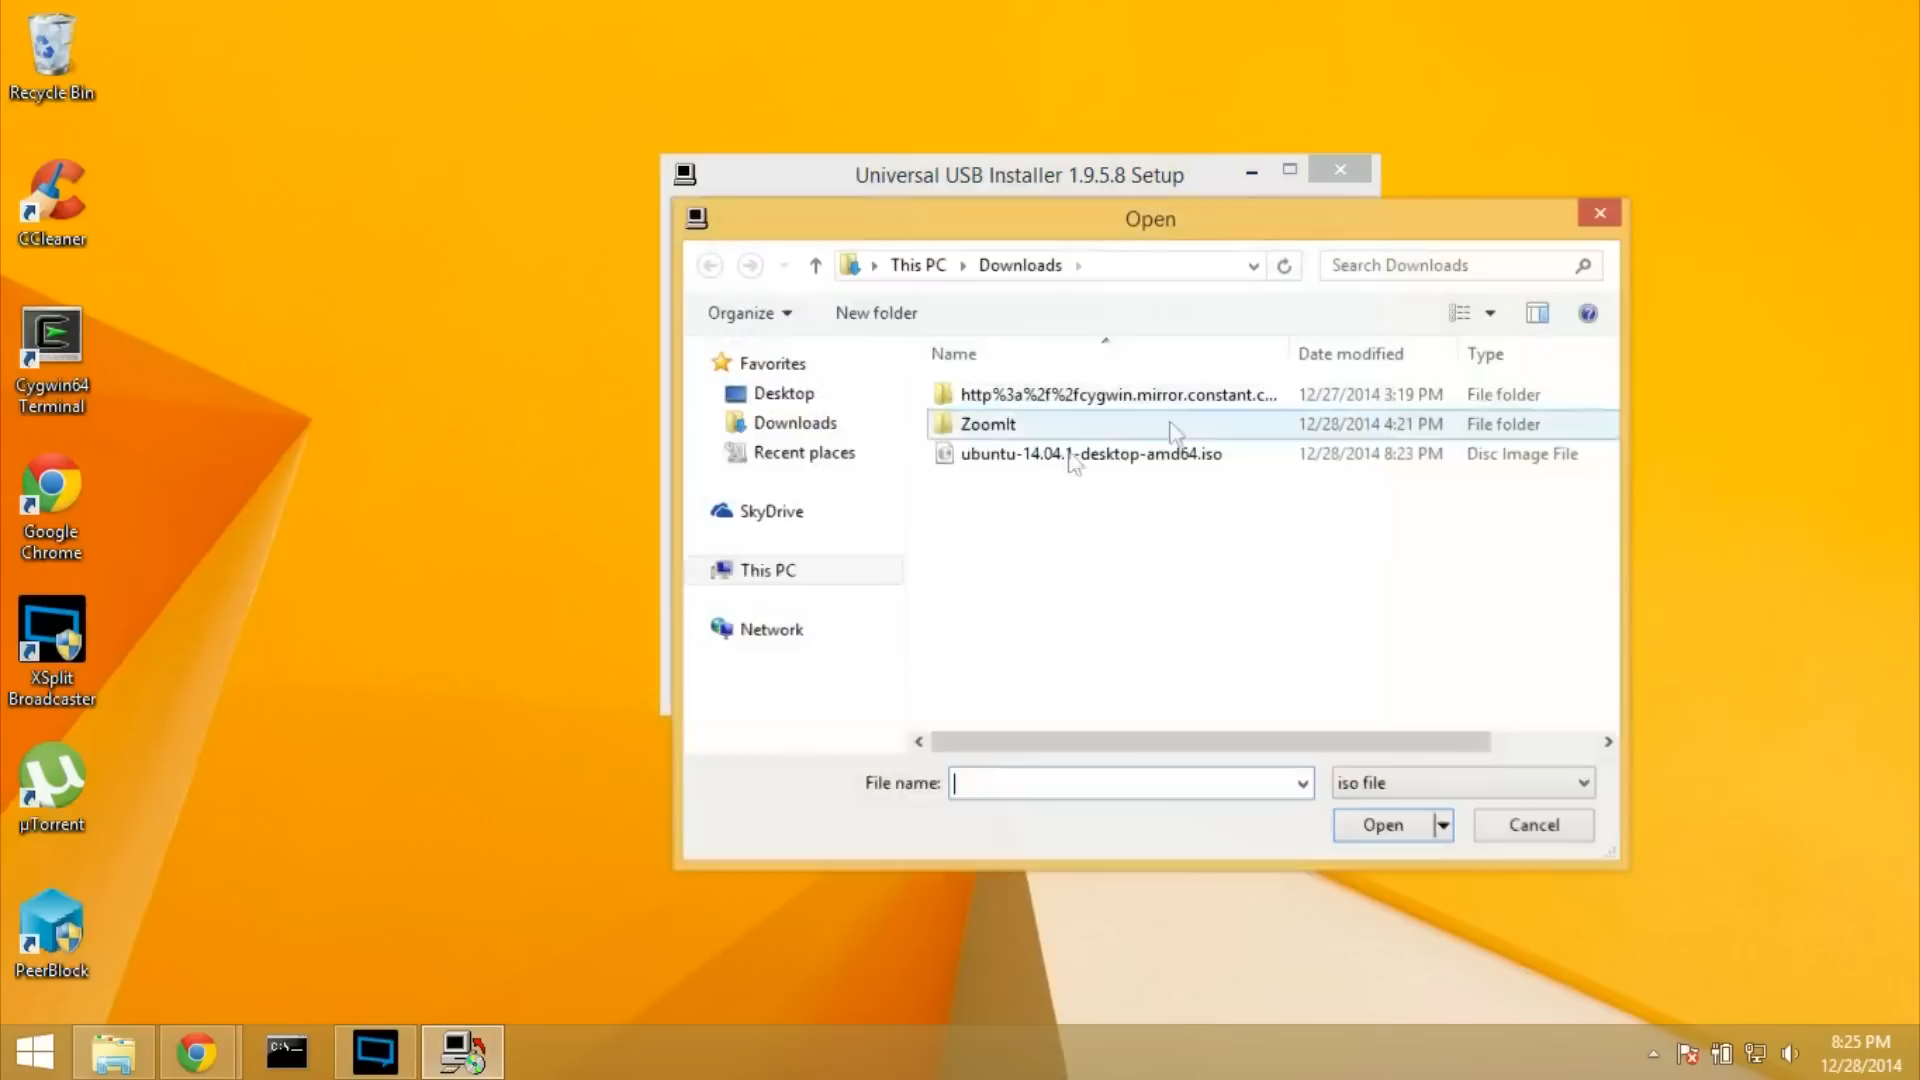 Recycle Bin
CCleaner
Cygwin64
Terminal
Google
Chrome
XSplit
Broadcaster
µTorrent
PeerBlock
Universal USB Installer 1.9.5.8 Setup
Open
This PC
Downloads
Search Downloads
Organize
New folder
Favorites
Desktop
Downloads
Recent places
SkyDrive
This PC
Network
Name
Date modified
Type
http%3a%2f%2fcygwin.mirror.constant.c...
12/27/2014 3:19 PM
File folder
ZoomIt
12/28/2014 4:21 PM
File folder
ubuntu-14.04.1-desktop-amd64.iso
12/28/2014 8:23 PM
Disc Image File
File name:
iso file
Open
Cancel
C:\
8:25 PM
12/28/2014